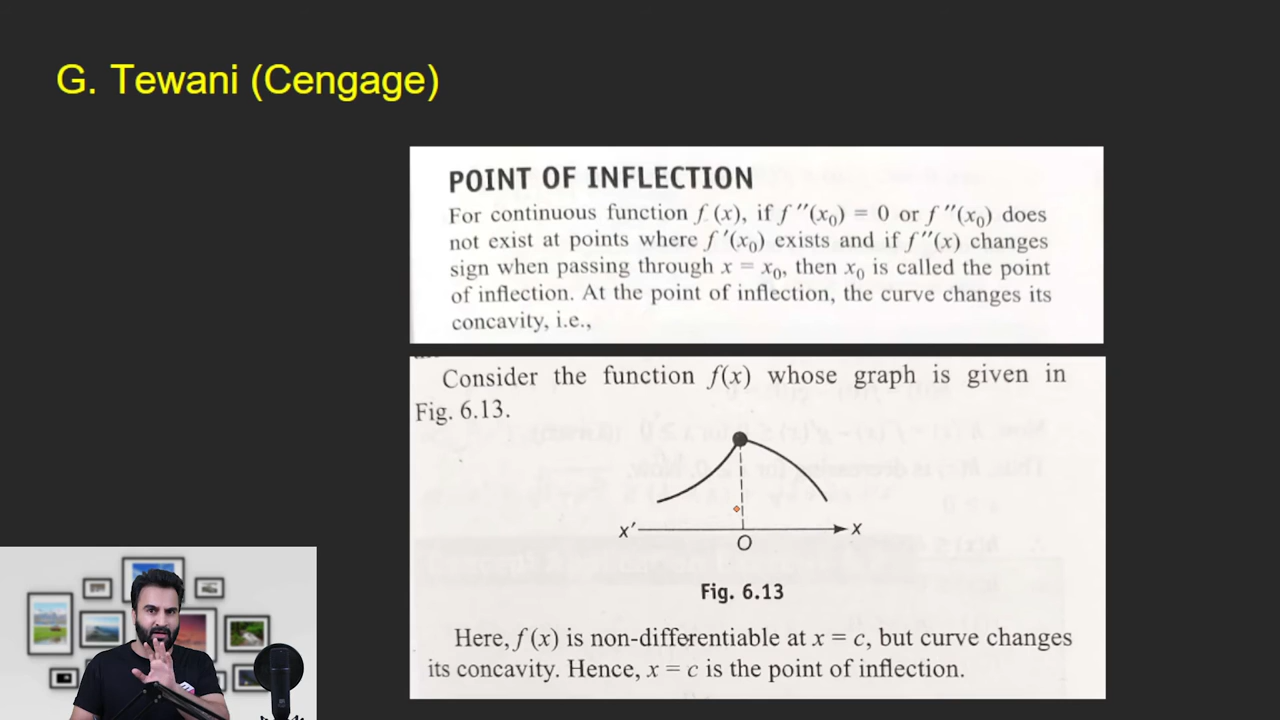 G. Tewani (Cengage)
POINT OF INFLECTION
For continuous function f (x), if f ″(x₀) = 0 or f ″(x₀) does
not exist at points where f ′(x₀) exists and if f ″(x) changes
sign when passing through x = x₀, then x₀ is called the point
of inflection. At the point of inflection, the curve changes its
concavity, i.e.,
Consider the function f(x) whose graph is given in
Fig. 6.13.
x′
x
O
Fig. 6.13
Here, f (x) is non-differentiable at x = c, but curve changes
its concavity. Hence, x = c is the point of inflection.